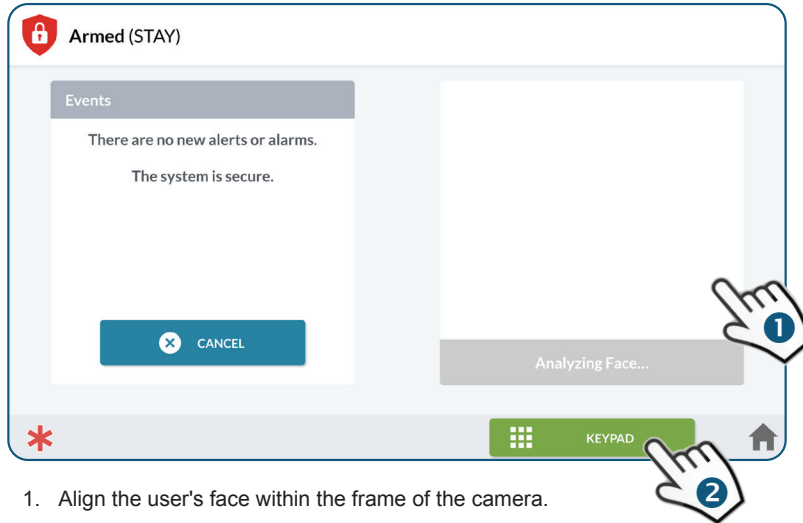 Armed (STAY)
Events
There are no new alerts or alarms.
The system is secure.
CANCEL
Analyzing Face...
1
KEYPAD
2
1. Align the user's face within the frame of the camera.